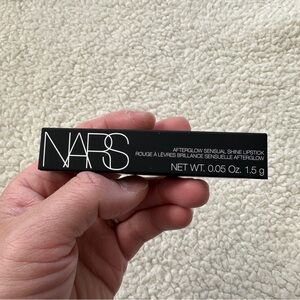 NARS
AFTERGLOW SENSUAL SHINE LIPSTICK
ROUGE À LÈVRES BRILLANCE SENSUELLE AFTERGLOW
NET WT. 0.05 Oz. 1.5 g